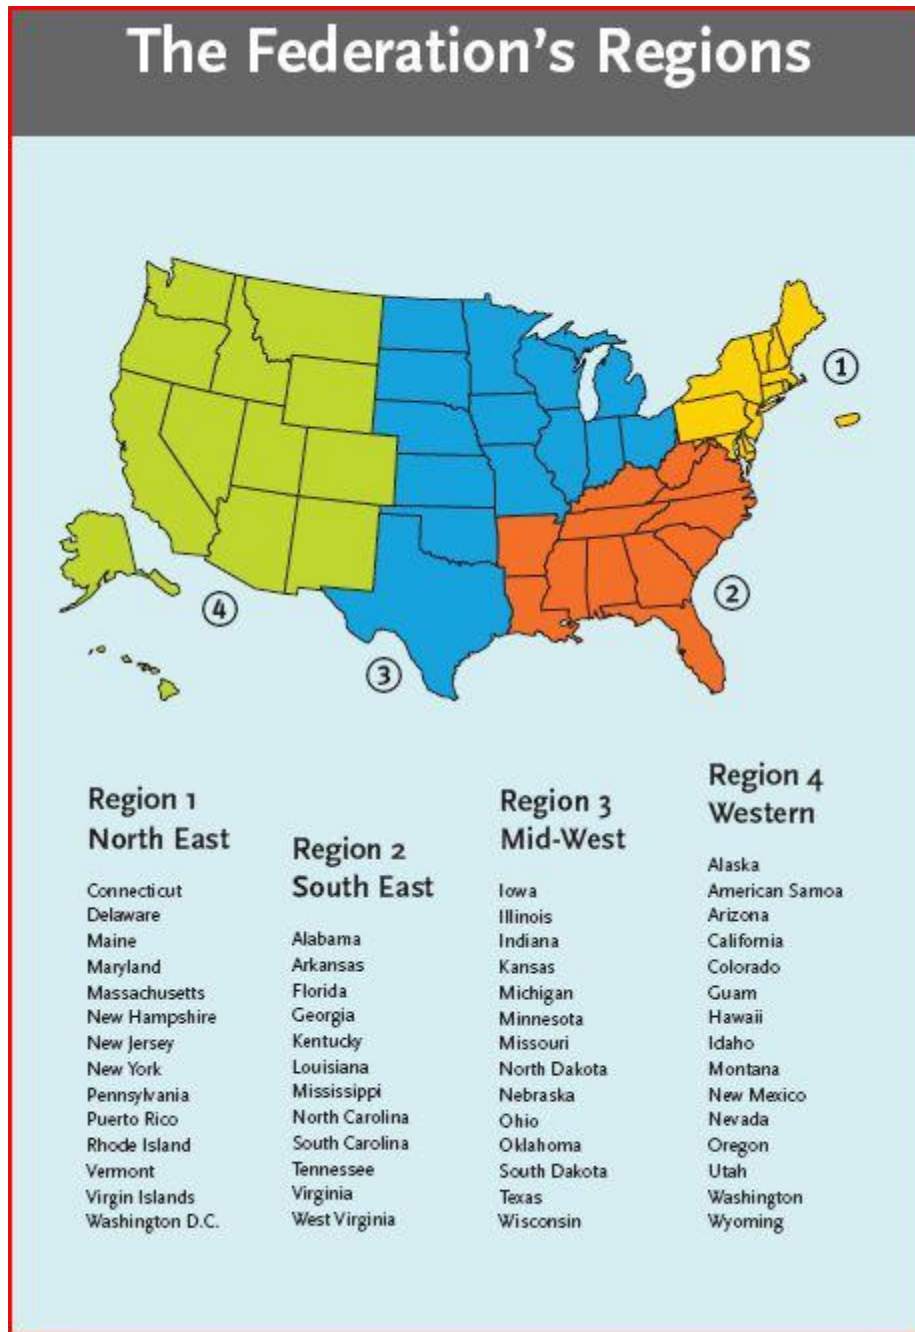 The Federation's Regions
1
2
3
4
Region 1
North East
Connecticut
Delaware
Maine
Maryland
Massachusetts
New Hampshire
New Jersey
New York
Pennsylvania
Puerto Rico
Rhode Island
Vermont
Virgin Islands
Washington D.C.
Region 2
South East
Alabama
Arkansas
Florida
Georgia
Kentucky
Louisiana
Mississippi
North Carolina
South Carolina
Tennessee
Virginia
West Virginia
Region 3
Mid-West
Iowa
Illinois
Indiana
Kansas
Michigan
Minnesota
Missouri
North Dakota
Nebraska
Ohio
Oklahoma
South Dakota
Texas
Wisconsin
Region 4
Western
Alaska
American Samoa
Arizona
California
Colorado
Guam
Hawaii
Idaho
Montana
New Mexico
Nevada
Oregon
Utah
Washington
Wyoming